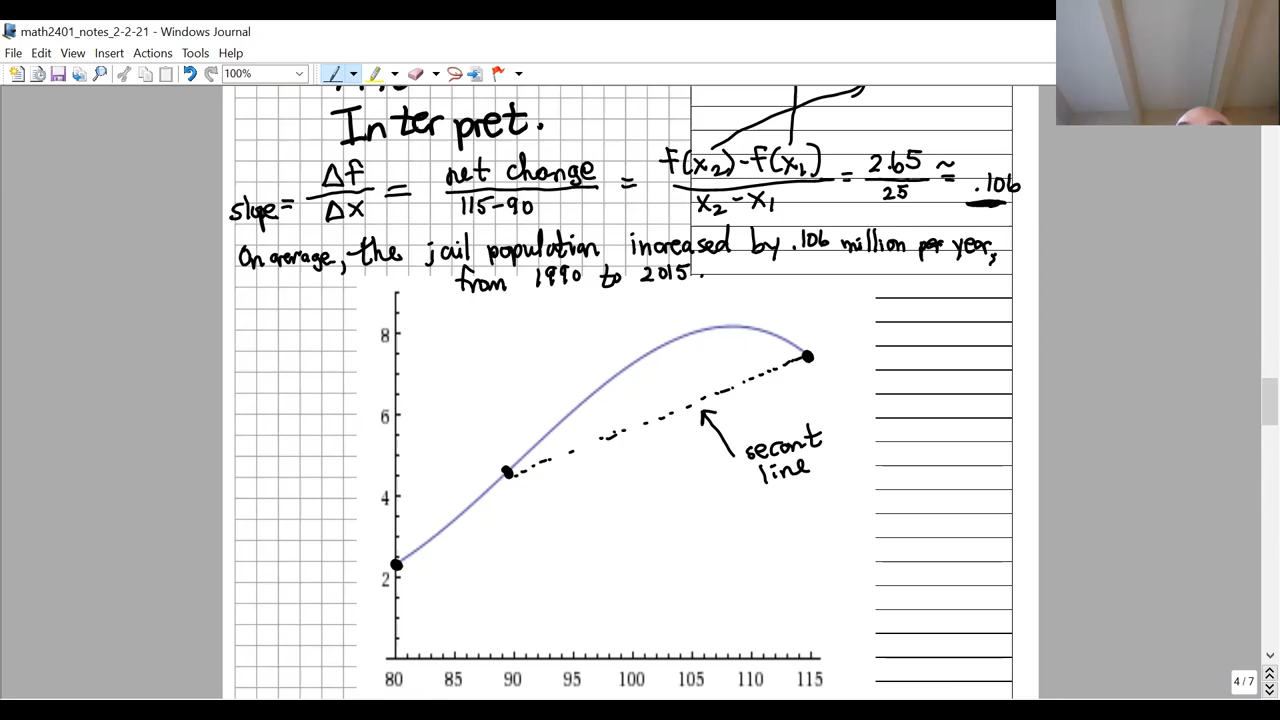 math2401_notes_2-2-21 - Windows Journal
File Edit View Insert Actions Tools Help
100%
Interpret.
slope = Δf/Δx = net change/115-90 = f(x₂)-f(x₁)/x₂-x₁ = 2.65/25 ≈ .106
On average, the jail population increased by .106 million per year,
from 1990 to 2015.
8
6
4
2
secant
line
80 85 90 95 100 105 110 115
4 / 7